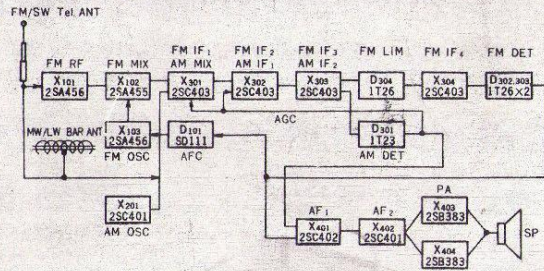 FM/SW Tel.ANT
FM RF
X101
2SA456
FM MIX
X102
2SA455
FM IF1
AM MIX
X301
2SC403
FM IF2
AM IF1
X302
2SC403
FM IF3
AM IF2
X303
2SC403
FM LIM
D304
1T26
FM IF4
X304
2SC403
FM DET
D302,303
1T26×2
MW/LW BAR ANT
X103
2SA456
FM OSC
D101
SD111
AFC
AGC
D301
1T23
AM DET
X201
2SC401
AM OSC
AF1
X401
2SC402
AF2
X402
2SC401
PA
X403
2SB383
X404
2SB383
SP